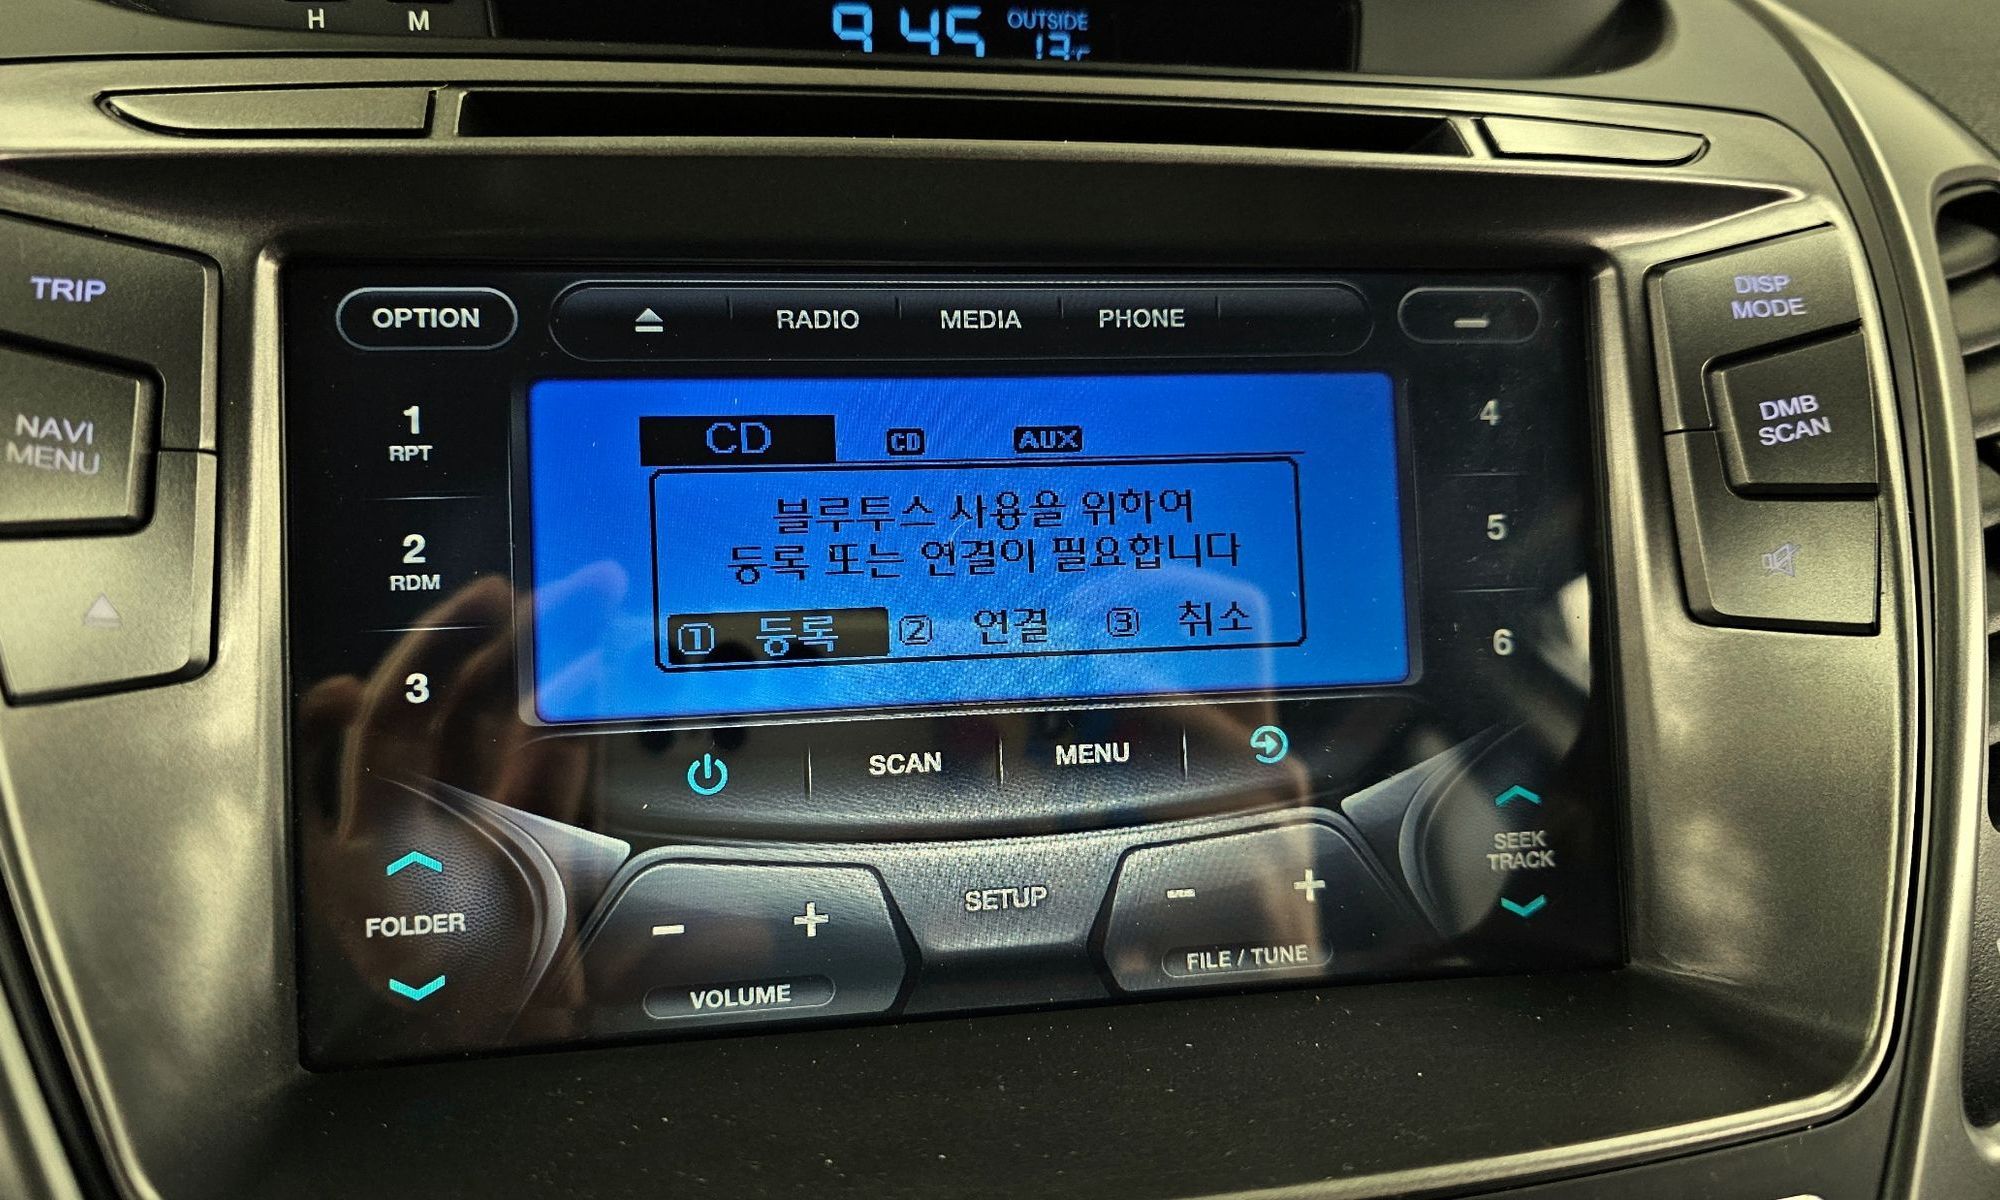 H M
9:45 OUTSIDE
13℃
TRIP
DISP
MODE
OPTION RADIO MEDIA PHONE
NAVI
MENU
DMB
SCAN
1
RPT
2
RDM
3
4
5
6
CD CD AUX
블루투스 사용을 위하여
등록 또는 연결이 필요합니다
① 등록 ② 연결 ③ 취소
SCAN MENU
FOLDER
SEEK
TRACK
- + SETUP - +
VOLUME FILE / TUNE